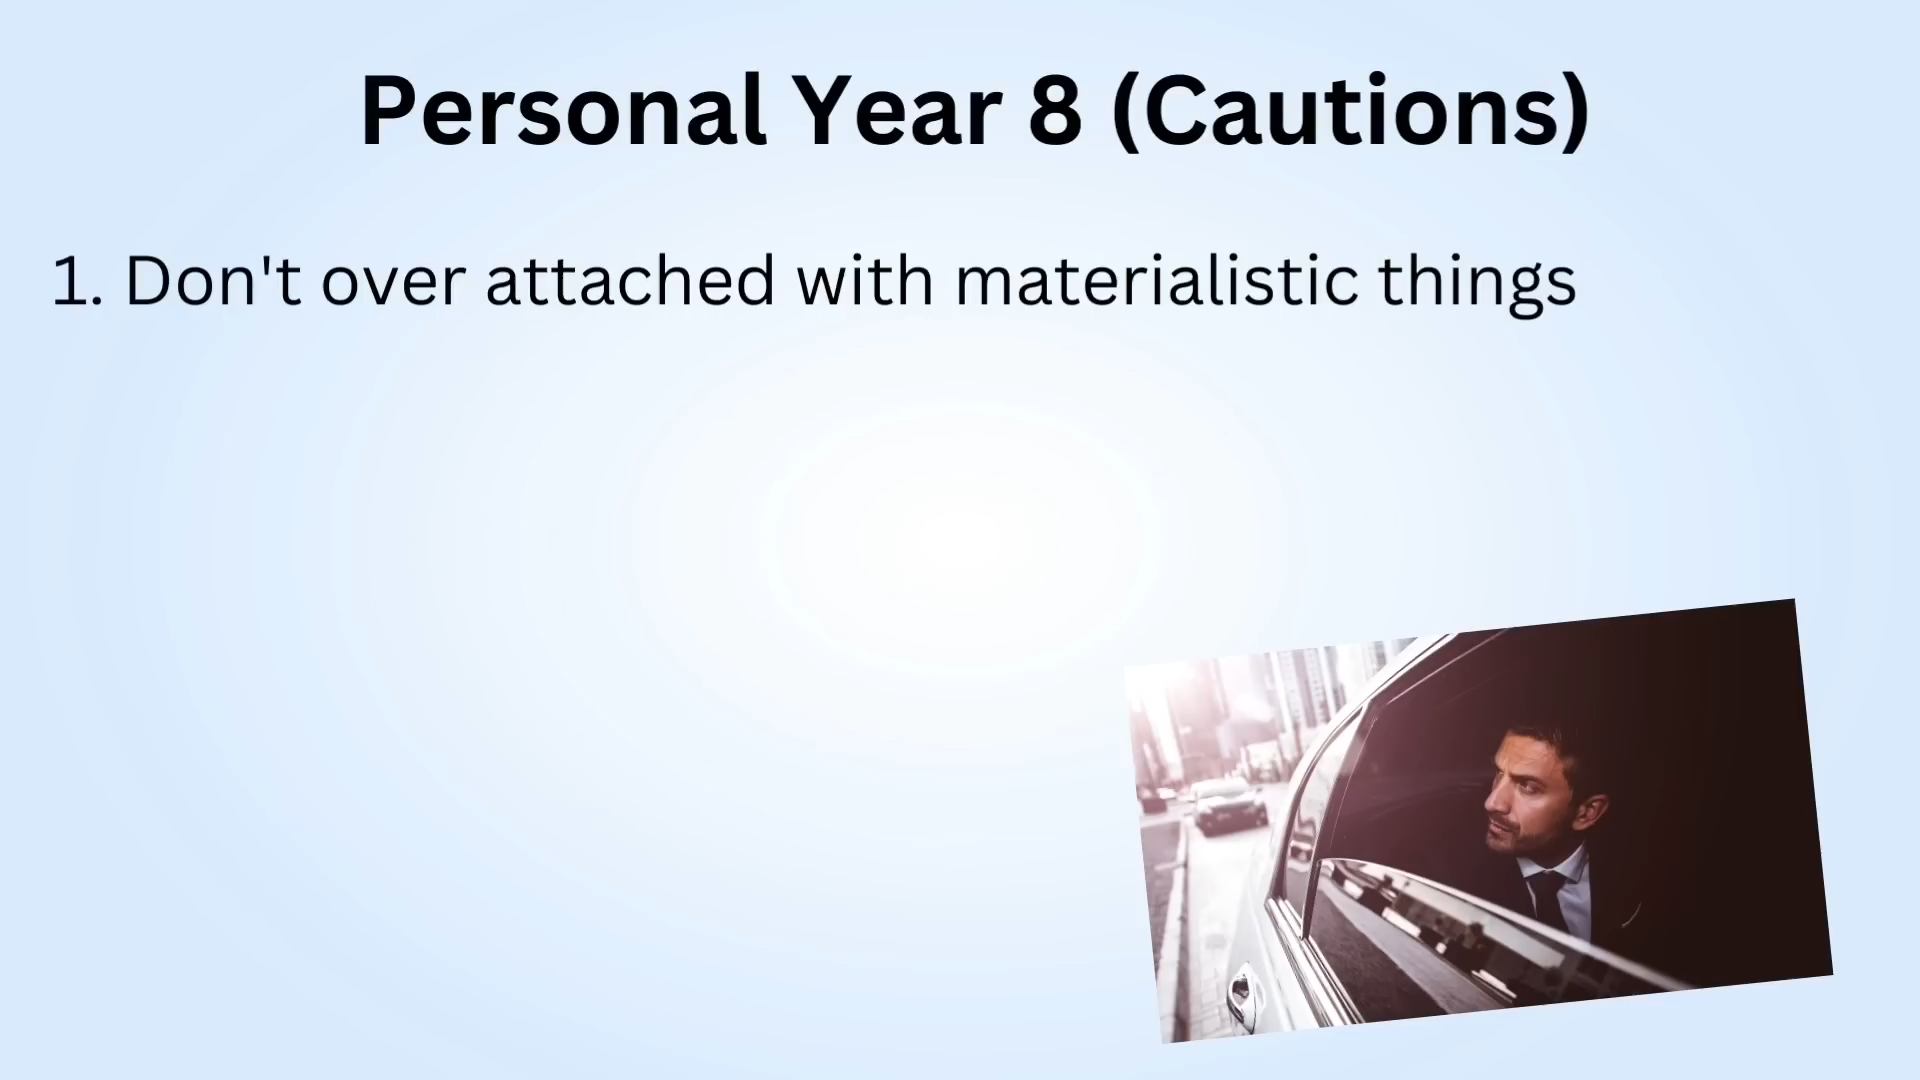 Personal Year 8 (Cautions)
1. Don't over attached with materialistic things